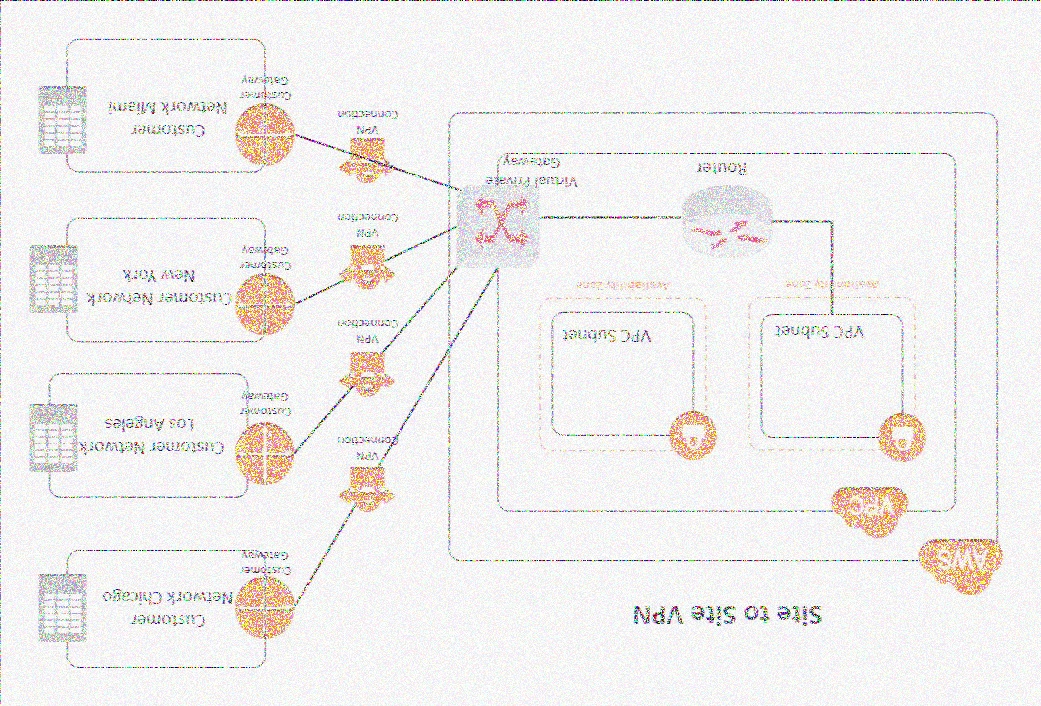 Site to Site VPN
AWS
VPC
VPC Subnet
Availability Zone
VPC Subnet
Availability Zone
Router
Virtual Private
Gateway
VPN
Connection
Customer
Gateway
Customer
Network Chicago
VPN
Connection
Customer
Gateway
Customer Network
Los Angeles
VPN
Connection
Customer
Gateway
Customer Network
New York
VPN
Connection
Customer
Gateway
Customer
Network Miami